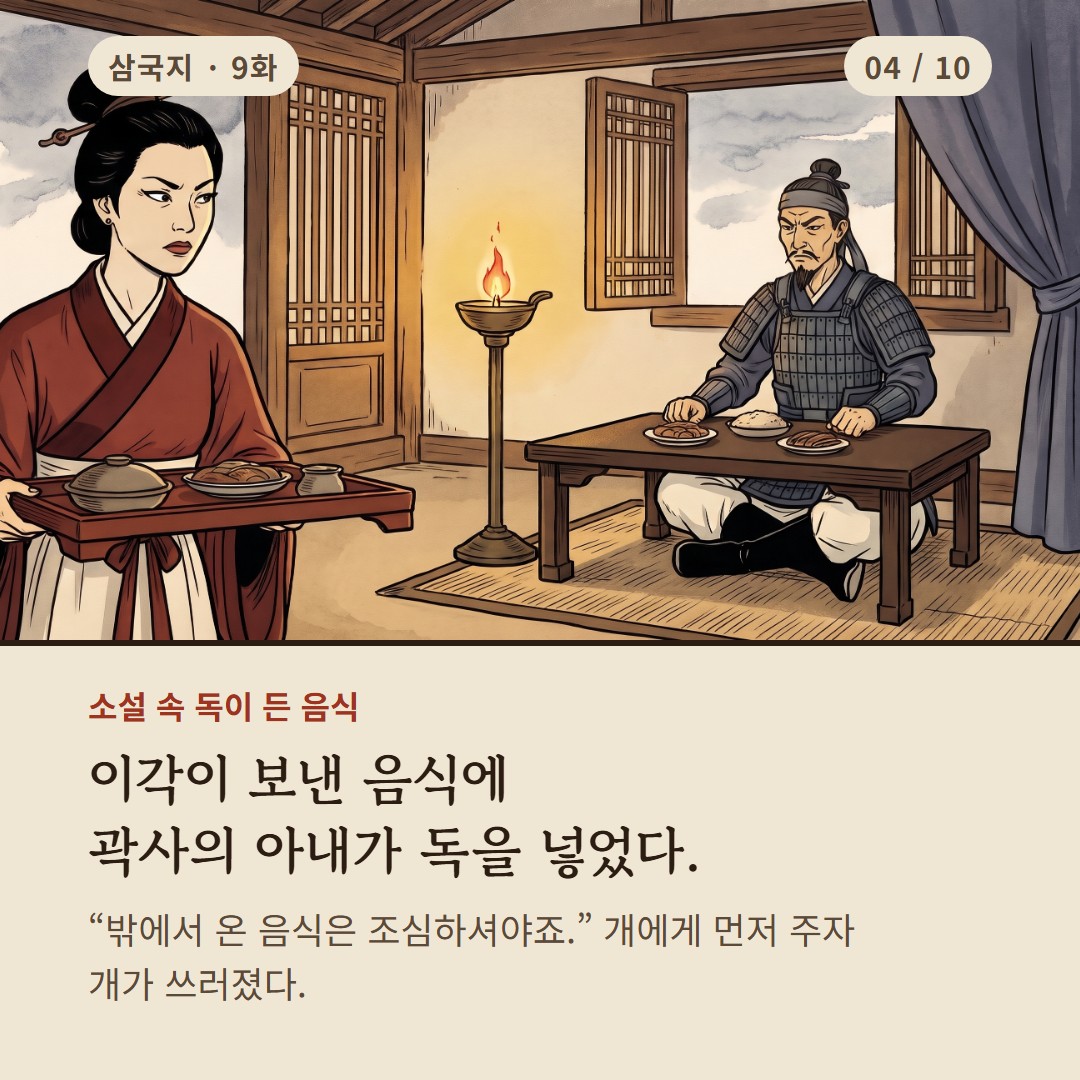 삼국지 · 9화
04 / 10
소설 속 독이 든 음식
이각이 보낸 음식에
곽사의 아내가 독을 넣었다.
“밖에서 온 음식은 조심하셔야죠.” 개에게 먼저 주자
개가 쓰러졌다.